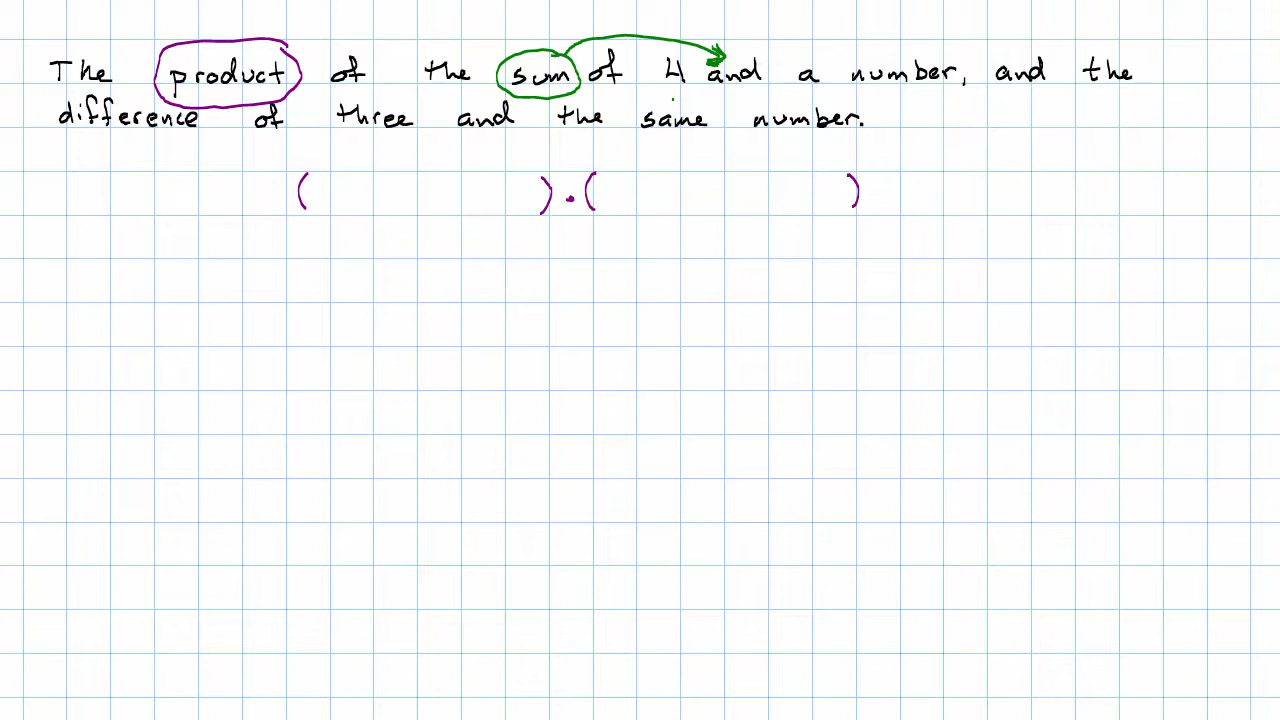 The product of the sum of 4 and a number, and the
difference of three and the same number.
( ) · ( )